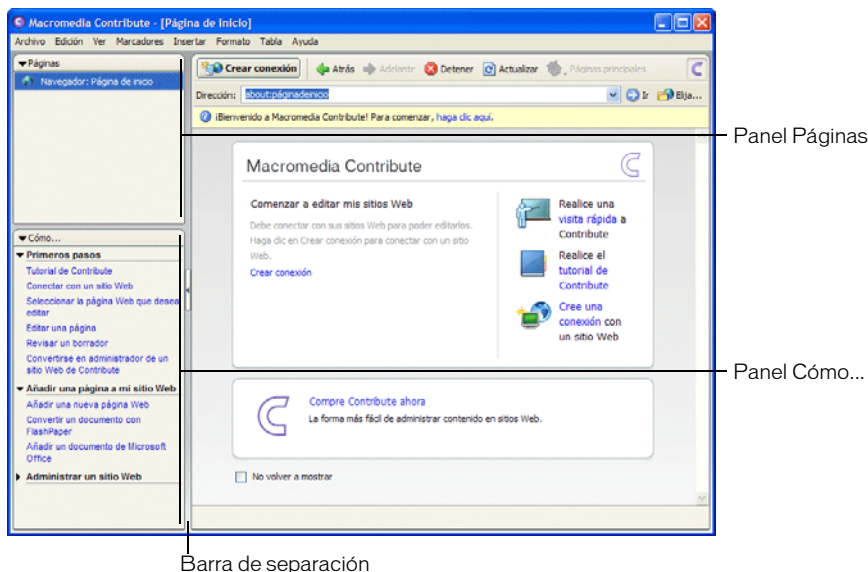 Macromedia Contribute - [Página de inicio]
Archivo Edición Ver Marcadores Insertar Formato Tabla Ayuda
Páginas
Navegador: Página de inicio
Crear conexión Atrás Adelante Detener Actualizar Páginas principales
Dirección: about:páginadeinicio Ir Elija...
¡Bienvenido a Macromedia Contribute! Para comenzar, haga clic aquí.
Macromedia Contribute
Comenzar a editar mis sitios Web
Debe conectar con sus sitios Web para poder editarlos.
Haga clic en Crear conexión para conectar con un sitio
Web.
Crear conexión
Realice una
visita rápida a
Contribute
Realice el
tutorial de
Contribute
Cree una
conexión con
un sitio Web
Compre Contribute ahora
La forma más fácil de administrar contenido en sitios Web.
No volver a mostrar
Cómo...
Primeros pasos
Tutorial de Contribute
Conectar con un sitio Web
Seleccionar la página Web que desea
editar
Editar una página
Revisar un borrador
Convertirse en administrador de un
sitio Web de Contribute
Añadir una página a mi sitio Web
Añadir una nueva página Web
Convertir un documento con
FlashPaper
Añadir un documento de Microsoft
Office
Administrar un sitio Web
Panel Páginas
Panel Cómo...
Barra de separación